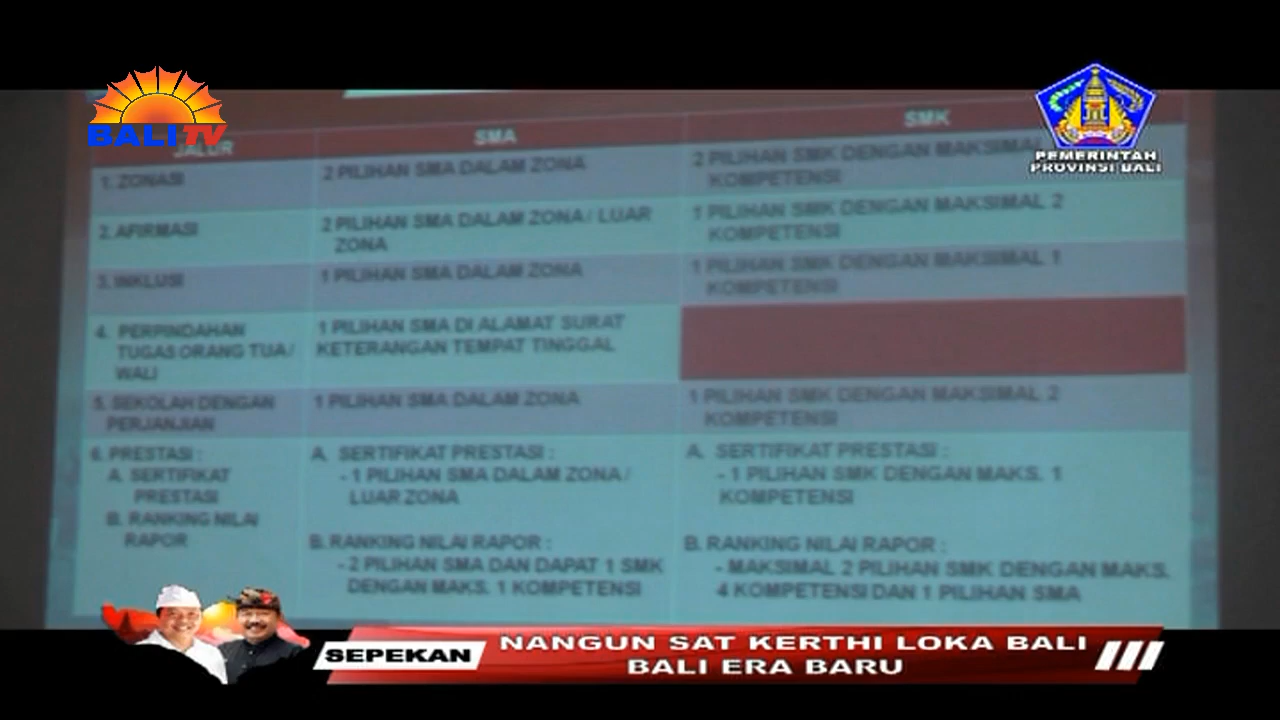 BALI TV
PEMERINTAH
PROVINSI BALI
JALUR
SMA
SMK
1. ZONASI
2 PILIHAN SMA DALAM ZONA
2 PILIHAN SMK DENGAN MAKSIMAL
KOMPETENSI
2. AFIRMASI
2 PILIHAN SMA DALAM ZONA / LUAR
ZONA
1 PILIHAN SMK DENGAN MAKSIMAL 2
KOMPETENSI
3. INKLUSI
1 PILIHAN SMA DALAM ZONA
1 PILIHAN SMK DENGAN MAKSIMAL 1
KOMPETENSI
4. PERPINDAHAN
TUGAS ORANG TUA /
WALI
1 PILIHAN SMA DI ALAMAT SURAT
KETERANGAN TEMPAT TINGGAL
5. SEKOLAH DENGAN
PERJANJIAN
1 PILIHAN SMA DALAM ZONA
1 PILIHAN SMK DENGAN MAKSIMAL 2
KOMPETENSI
6. PRESTASI :
A. SERTIFIKAT
PRESTASI
B. RANKING NILAI
RAPOR
A. SERTIFIKAT PRESTASI :
- 1 PILIHAN SMA DALAM ZONA /
LUAR ZONA
B. RANKING NILAI RAPOR :
- 2 PILIHAN SMA DAN DAPAT 1 SMK
DENGAN MAKS. 1 KOMPETENSI
A. SERTIFIKAT PRESTASI :
- 1 PILIHAN SMK DENGAN MAKS. 1
KOMPETENSI
B. RANKING NILAI RAPOR :
- MAKSIMAL 2 PILIHAN SMK DENGAN MAKS.
4 KOMPETENSI DAN 1 PILIHAN SMA
SEPEKAN
NANGUN SAT KERTHI LOKA BALI
BALI ERA BARU